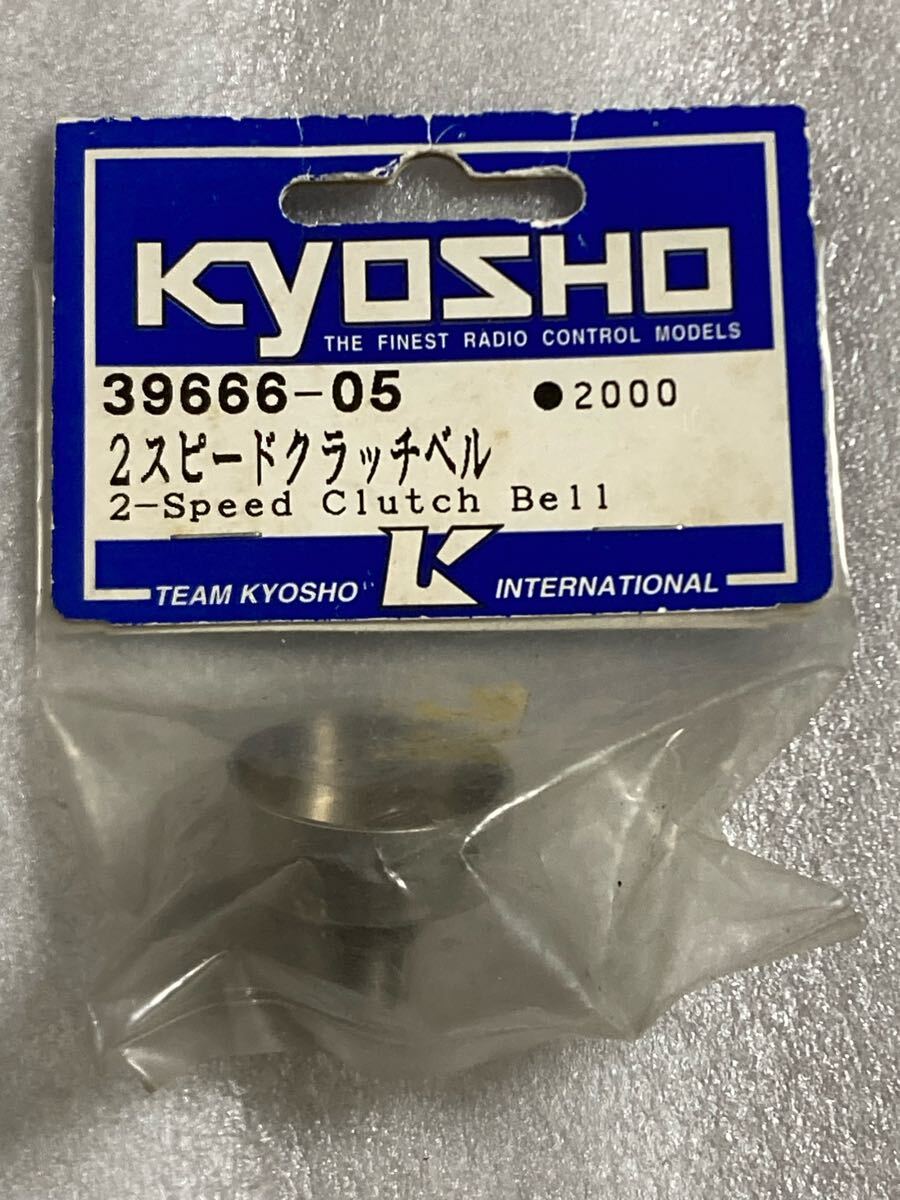 KYOSHO
THE FINEST RADIO CONTROL MODELS
39666-05 ●2000
2スピードクラッチベル
2-Speed Clutch Bell
TEAM KYOSHO K INTERNATIONAL